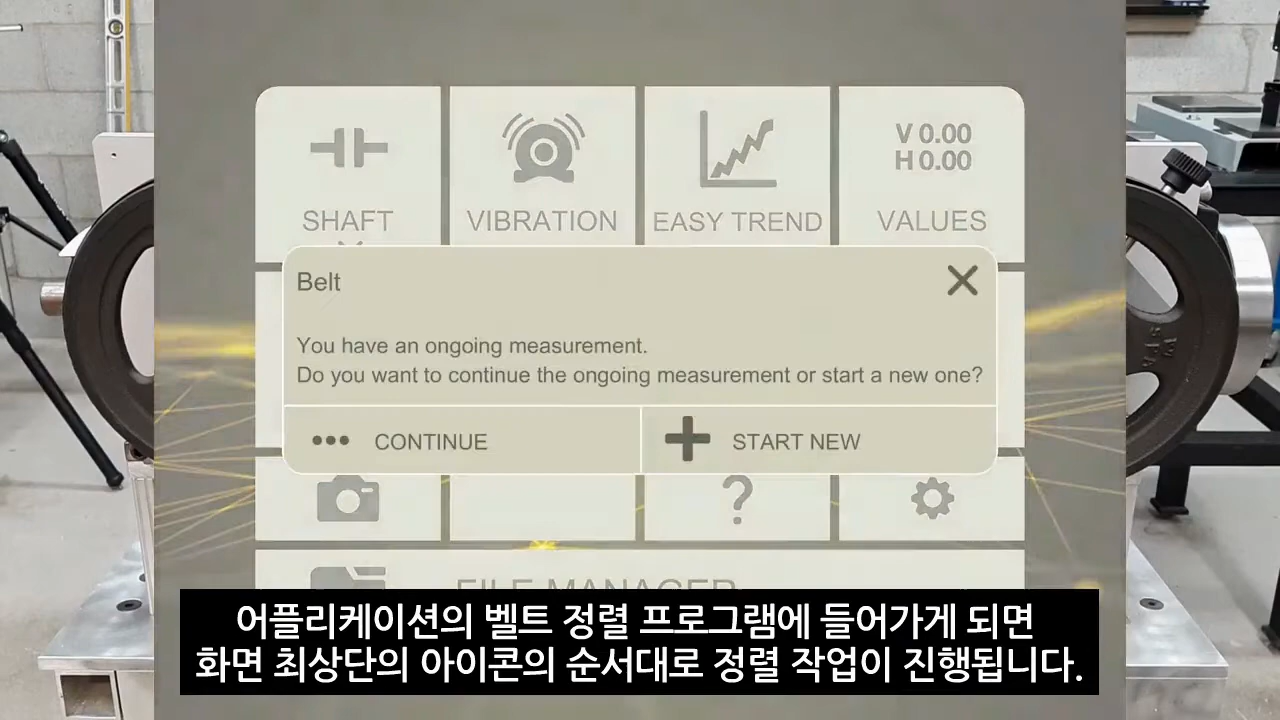 SHAFT
VIBRATION
EASY TREND
VALUES
V 0.00
H 0.00
Belt
You have an ongoing measurement.
Do you want to continue the ongoing measurement or start a new one?
CONTINUE
START NEW
?
FILE MANAGER
어플리케이션의 벨트 정렬 프로그램에 들어가게 되면
화면 최상단의 아이콘의 순서대로 정렬 작업이 진행됩니다.